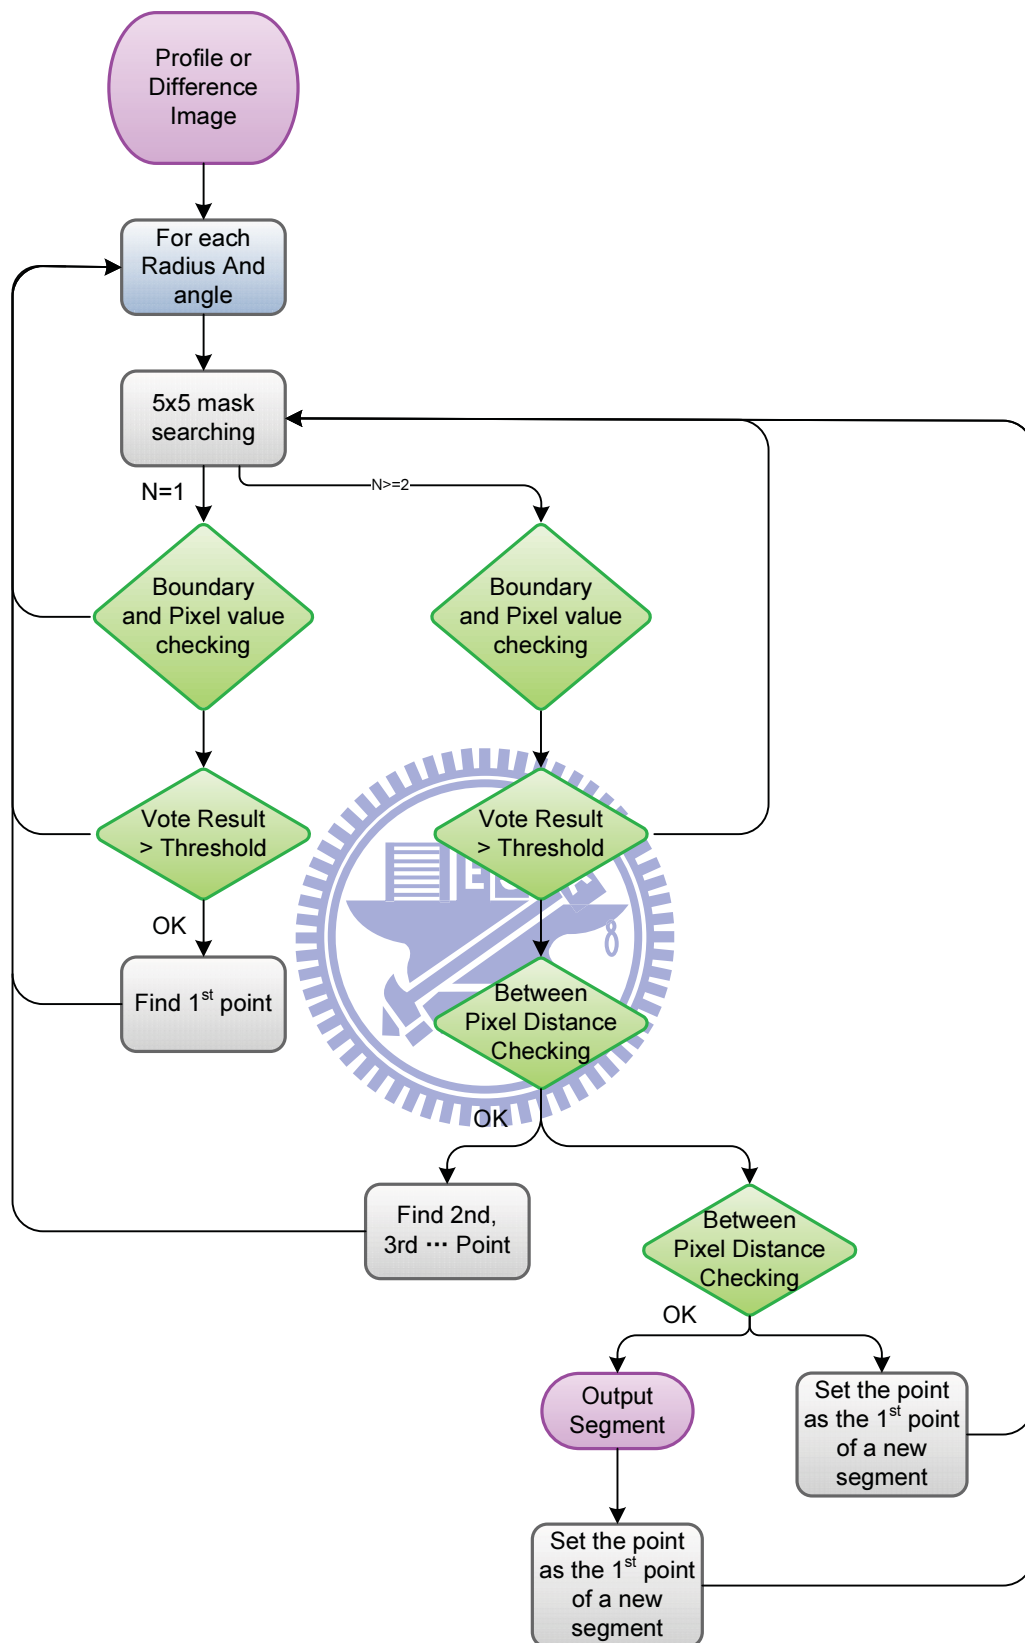 Profile or
Difference
Image
For each
Radius And
angle
5x5 mask
searching
N=1
N>=2
Boundary
and Pixel value
checking
Boundary
and Pixel value
checking
Vote Result
> Threshold
Vote Result
> Threshold
OK
Find 1st point
Between
Pixel Distance
Checking
OK
Find 2nd,
3rd ··· Point
Between
Pixel Distance
Checking
OK
Output
Segment
Set the point
as the 1st point
of a new
segment
Set the point
as the 1st point
of a new
segment